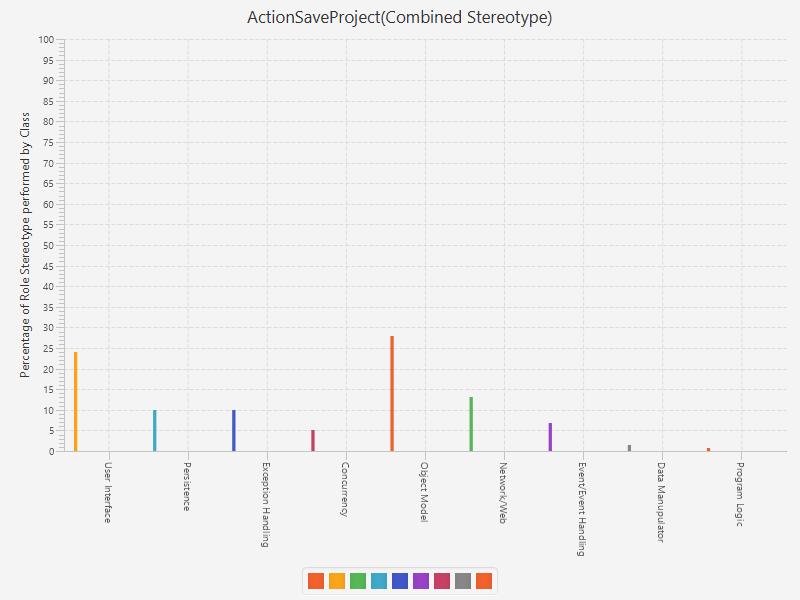 ActionSaveProject(Combined Stereotype)
Percentage of Role Stereotype performed by Class
100
95
90
85
80
75
70
65
60
55
50
45
40
35
30
25
20
15
10
5
0
User Interface
Persistence
Exception Handling
Concurrency
Object Model
Network/Web
Event/Event Handling
Data Manupulator
Program Logic